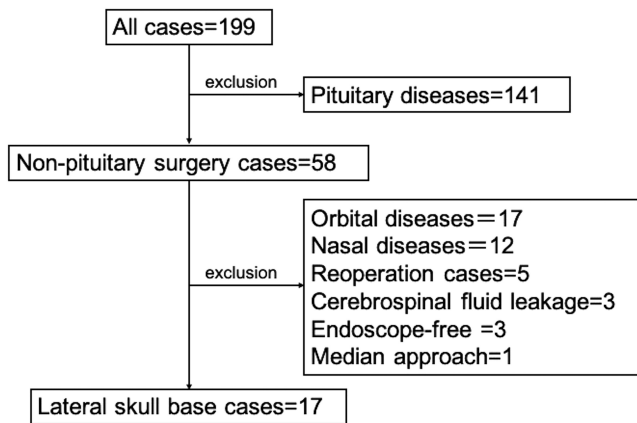 All cases=199
exclusion
Pituitary diseases=141
Non-pituitary surgery cases=58
exclusion
Orbital diseases＝17
Nasal diseases＝12
Reoperation cases=5
Cerebrospinal fluid leakage=3
Endoscope-free =3
Median approach=1
Lateral skull base cases=17